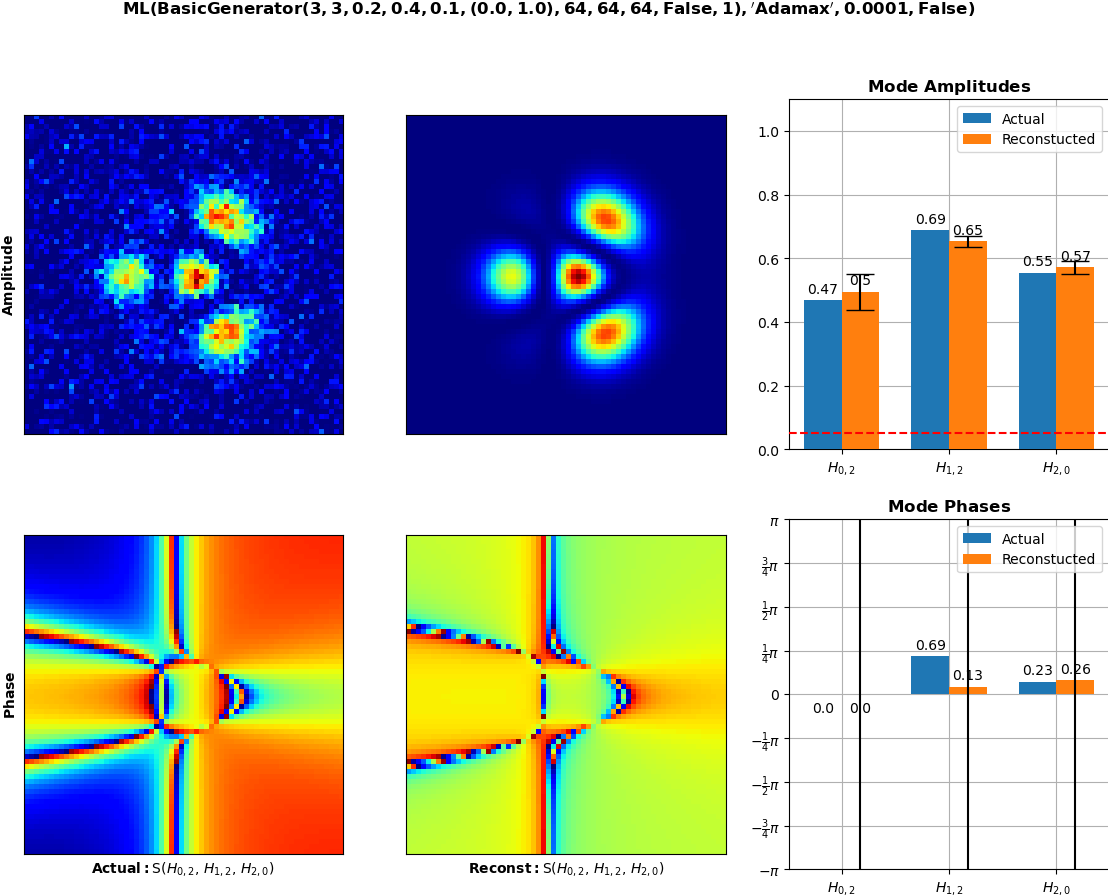 ML(BasicGenerator(3, 3, 0.2, 0.4, 0.1, (0.0, 1.0), 64, 64, 64, False, 1), 'Adamax', 0.0001, False)
Mode Amplitudes
Amplitude
Actual
Reconstucted
1.0
0.8
0.6
0.4
0.2
0.0
0.47
0.5
0.69
0.65
0.55
0.57
H0,2
H1,2
H2,0
Mode Phases
Phase
Actual
Reconstucted
π
3/4π
1/2π
1/4π
0
−1/4π
−1/2π
−3/4π
−π
0.0
0.0
0.69
0.13
0.23
0.26
H0,2
H1,2
H2,0
Actual: S(H0,2, H1,2, H2,0)
Reconst: S(H0,2, H1,2, H2,0)